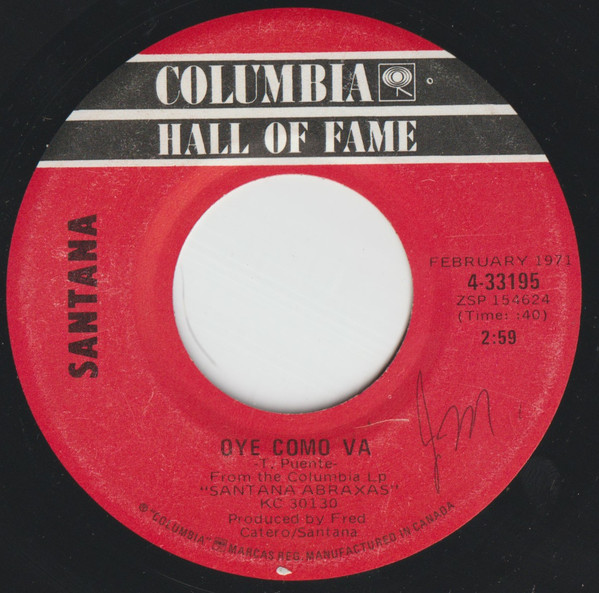 COLUMBIA
HALL OF FAME
SANTANA
FEBRUARY 1971
4-33195
ZSP 154624
(Time: :40)
2:59
JM
OYE COMO VA
-T. Puente-
From the Columbia Lp
"SANTANA ABRAXAS"
KC 30130
Produced by Fred
Catero/Santana
® "COLUMBIA" MARCAS REG. MANUFACTURED IN CANADA